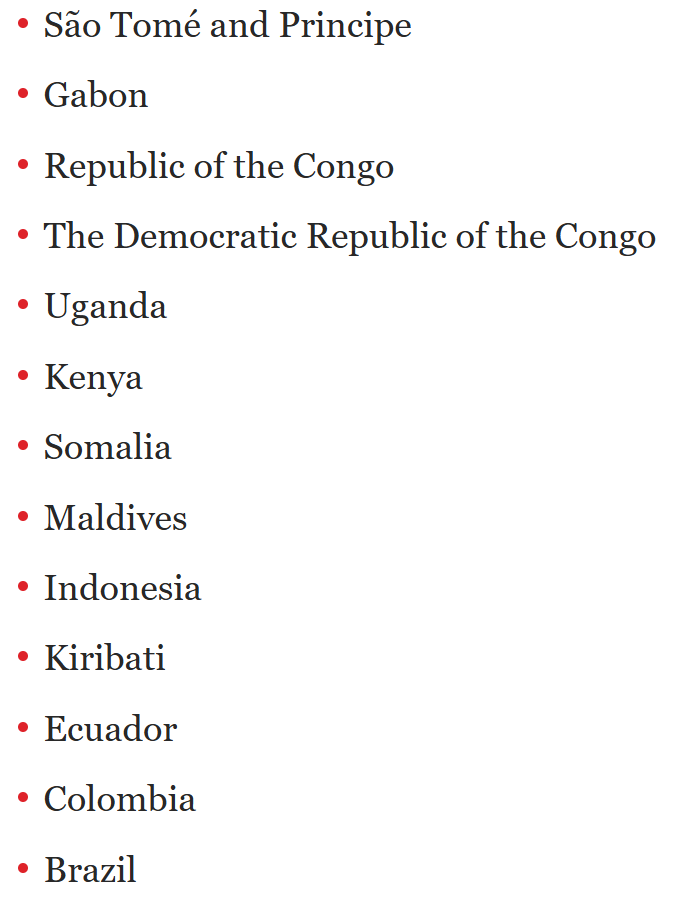 São Tomé and Principe
Gabon
Republic of the Congo
The Democratic Republic of the Congo
Uganda
Kenya
Somalia
Maldives
Indonesia
Kiribati
Ecuador
Colombia
Brazil